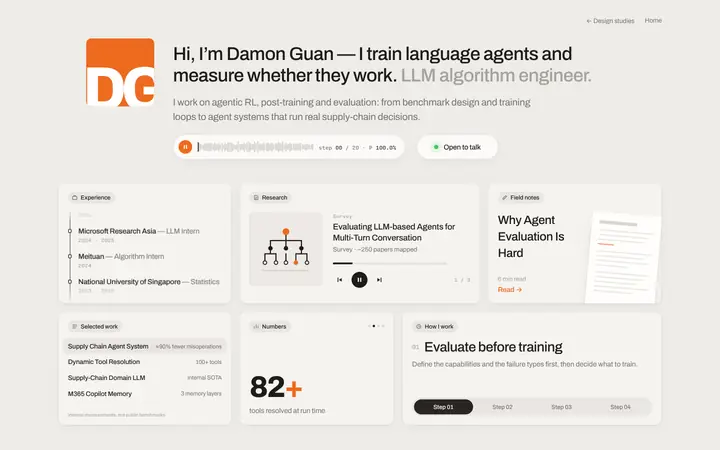 ← Design studies Home
DG
Hi, I'm Damon Guan — I train language agents and
measure whether they work. LLM algorithm engineer.
I work on agentic RL, post-training and evaluation: from benchmark design and training
loops to agent systems that run real supply-chain decisions.
step 00 / 20 · P 100.0%
Open to talk
Experience
Microsoft Research Asia — LLM Intern
2024 · 2025
Meituan — Algorithm Intern
2024
National University of Singapore — Statistics
Research
Survey
Evaluating LLM-based Agents for
Multi-Turn Conversation
Survey · ~250 papers mapped
1 / 3
Field notes
Why Agent
Evaluation Is
Hard
6 min read
Read →
Selected work
Supply Chain Agent System >90% fewer misoperations
Dynamic Tool Resolution 100+ tools
Supply-Chain Domain LLM internal SOTA
M365 Copilot Memory 3 memory layers
Numbers
82+
tools resolved at run time
How I work
01 Evaluate before training
Define the capabilities and the failure types first, then decide what to train.
Step 01 Step 02 Step 03 Step 04